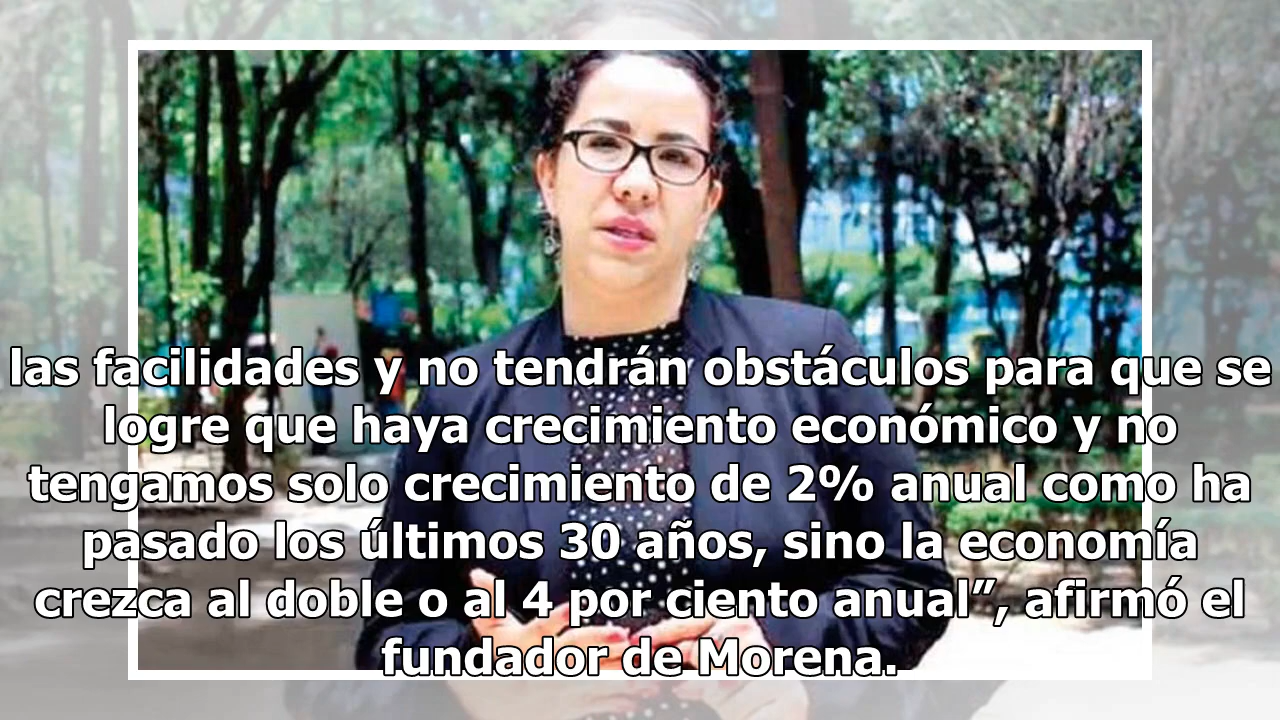 las facilidades y no tendrán obstáculos para que se
logre que haya crecimiento económico y no
tengamos solo crecimiento de 2% anual como ha
pasado los últimos 30 años, sino la economía
crezca al doble o al 4 por ciento anual”, afirmó el
fundador de Morena.